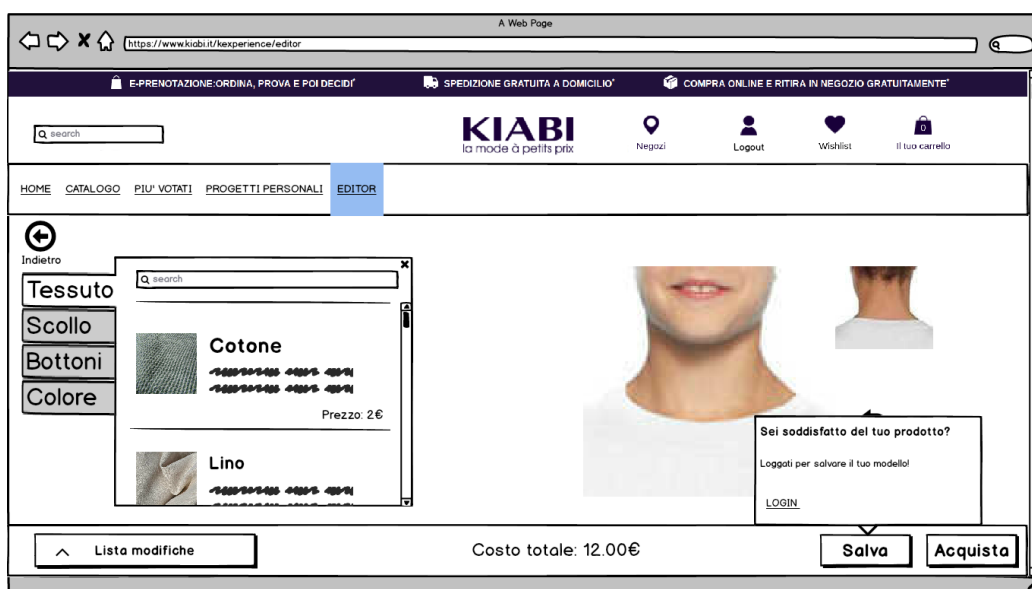 A Web Page
https://www.kiabi.it/kexperience/editor
E-PRENOTAZIONE:ORDINA, PROVA E POI DECIDI*
SPEDIZIONE GRATUITA A DOMICILIO*
COMPRA ONLINE E RITIRA IN NEGOZIO GRATUITAMENTE*
search
KIABI
la mode à petits prix
Negozi
Logout
Wishlist
0
Il tuo carrello
HOME CATALOGO PIU' VOTATI PROGETTI PERSONALI EDITOR
Indietro
Tessuto
Scollo
Bottoni
Colore
search
Cotone
Prezzo: 2€
Lino
Sei soddisfatto del tuo prodotto?
Loggati per salvare il tuo modello!
LOGIN
Lista modifiche
Costo totale: 12.00€
Salva
Acquista